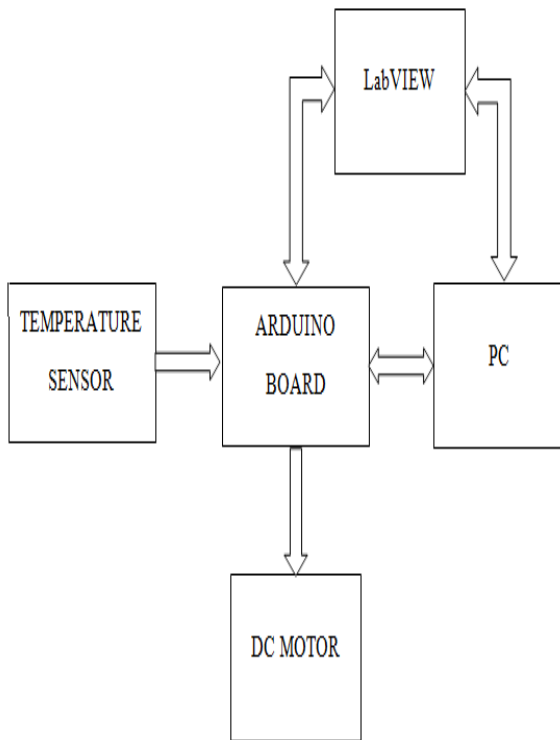 LabVIEW
TEMPERATURE
SENSOR
ARDUINO
BOARD
PC
DC MOTOR